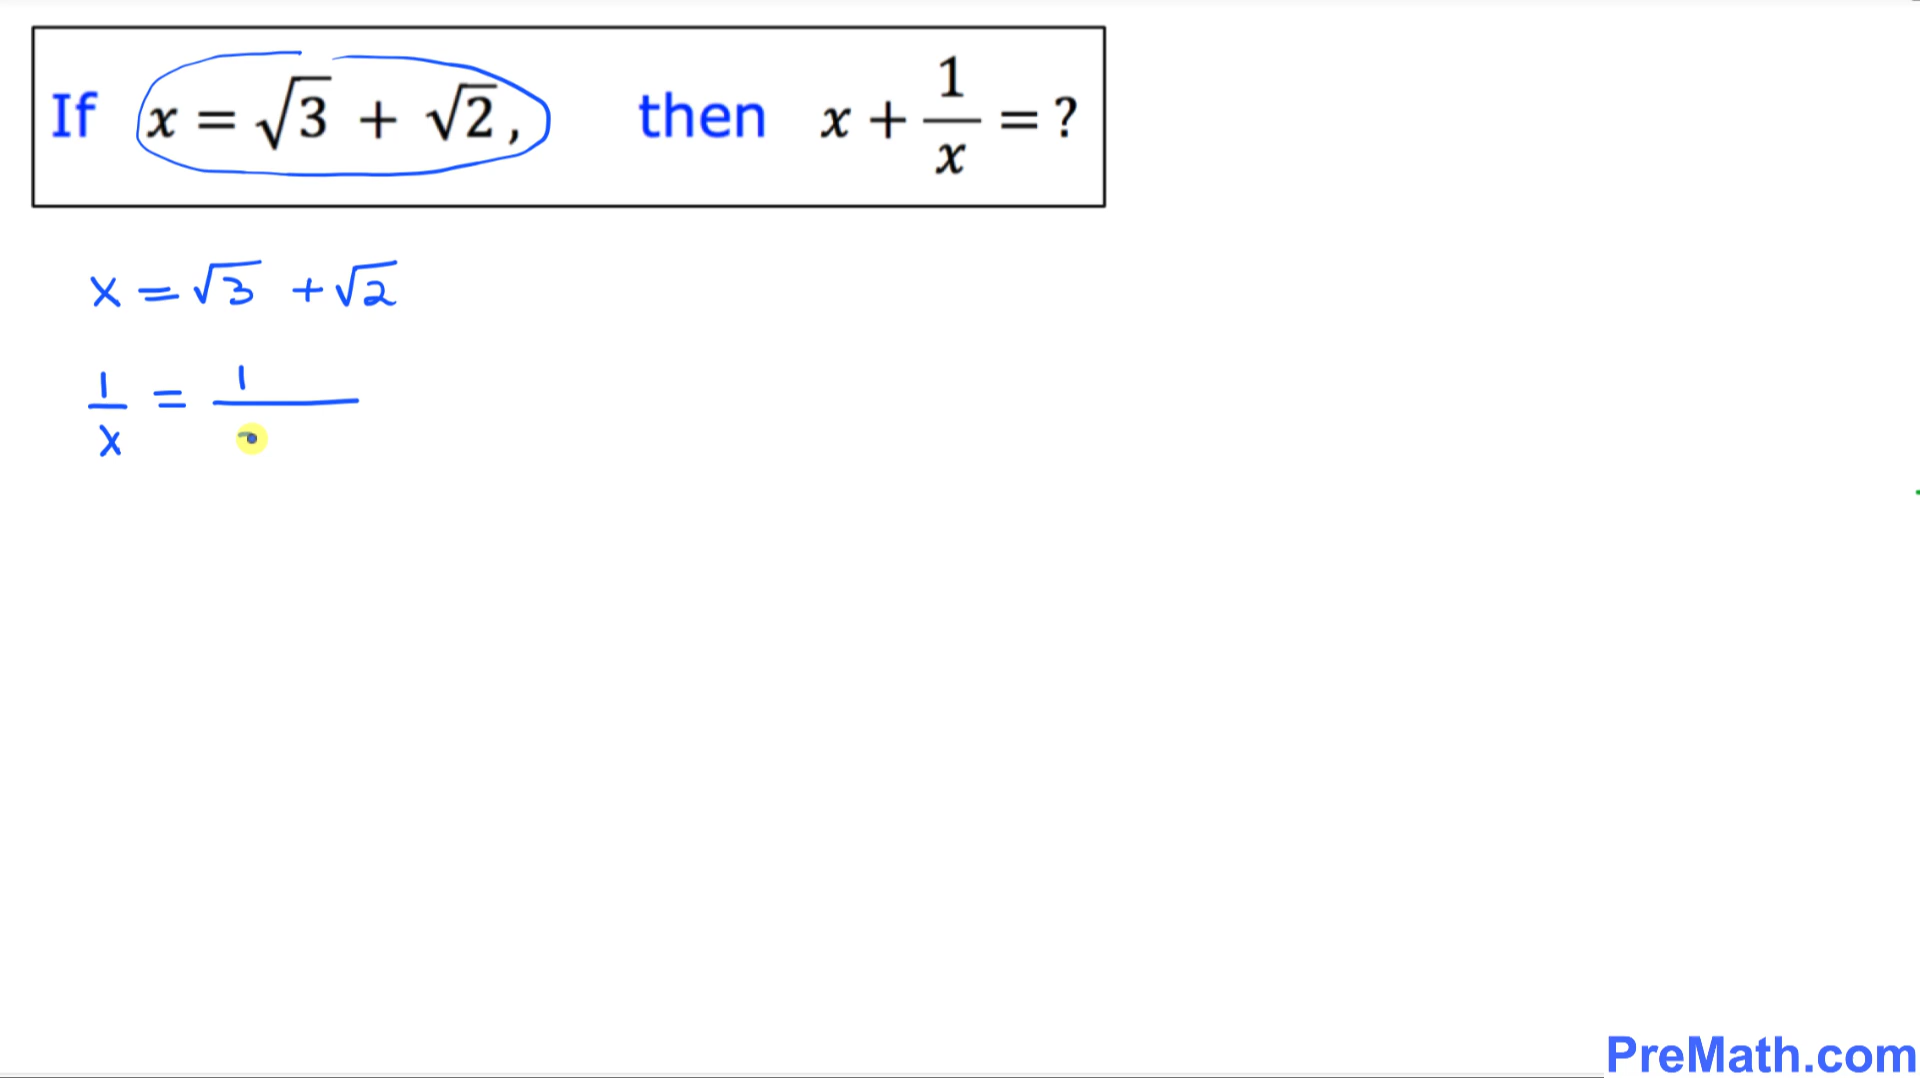 If x = √3 + √2, then x + 1/x = ?
x = √3 + √2
1/x = 1/
PreMath.com